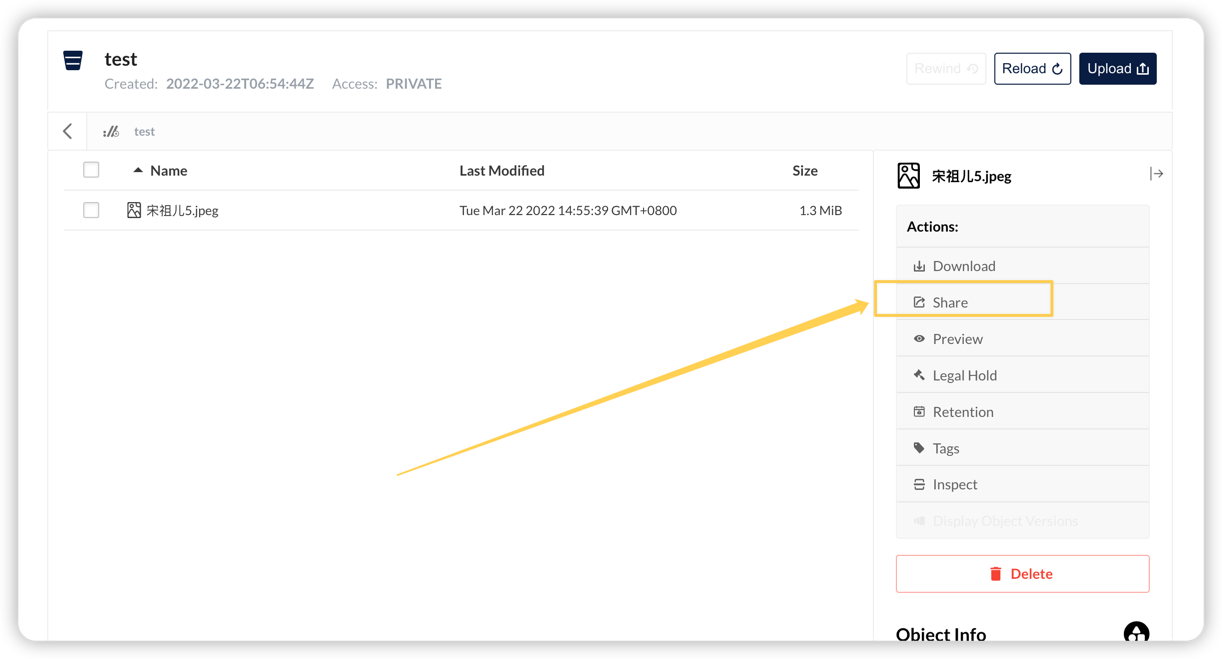 test
Created: 2022-03-22T06:54:44Z Access: PRIVATE
Rewind
Reload
Upload
test
Name
Last Modified
Size
宋祖儿5.jpeg
Tue Mar 22 2022 14:55:39 GMT+0800
1.3 MiB
宋祖儿5.jpeg
Actions:
Download
Share
Preview
Legal Hold
Retention
Tags
Inspect
Display Object Versions
Delete
Object Info